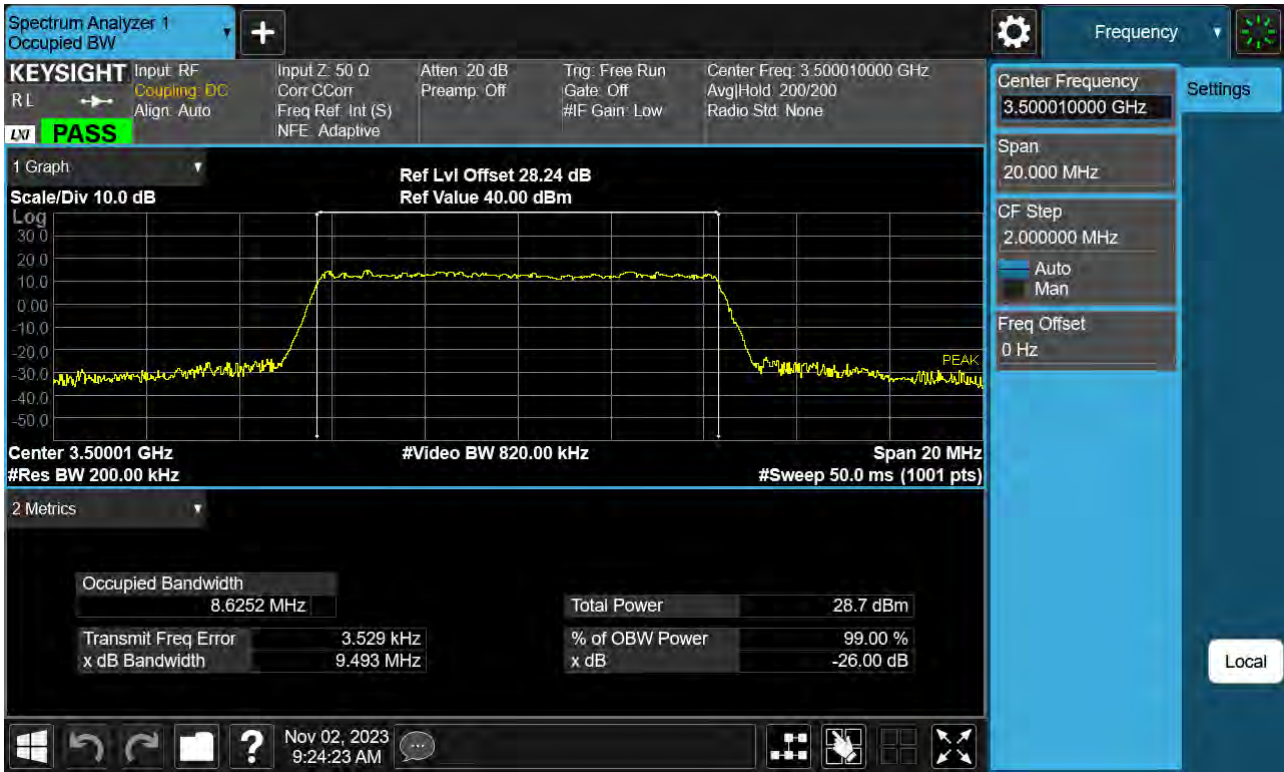 Spectrum Analyzer 1
Occupied BW
Frequency
KEYSIGHT
RL
LXI
PASS
Input: RF
Coupling: DC
Align: Auto
Input Z: 50 Ω
Corr CCorr
Freq Ref: Int (S)
NFE: Adaptive
Atten: 20 dB
Preamp: Off
Trig: Free Run
Gate: Off
#IF Gain: Low
Center Freq: 3.500010000 GHz
Avg|Hold: 200/200
Radio Std: None
Center Frequency
3.500010000 GHz
Settings
Span
20.000 MHz
CF Step
2.000000 MHz
Auto
Man
Freq Offset
0 Hz
Local
1 Graph
Scale/Div 10.0 dB
Ref Lvl Offset 28.24 dB
Ref Value 40.00 dBm
Log
30.0
20.0
10.0
0.00
-10.0
-20.0
-30.0
-40.0
-50.0
PEAK
Center 3.50001 GHz
#Video BW 820.00 kHz
Span 20 MHz
#Res BW 200.00 kHz
#Sweep 50.0 ms (1001 pts)
2 Metrics
Occupied Bandwidth
8.6252 MHz
Total Power 28.7 dBm
Transmit Freq Error 3.529 kHz
% of OBW Power 99.00 %
x dB Bandwidth 9.493 MHz
x dB -26.00 dB
?
Nov 02, 2023
9:24:23 AM